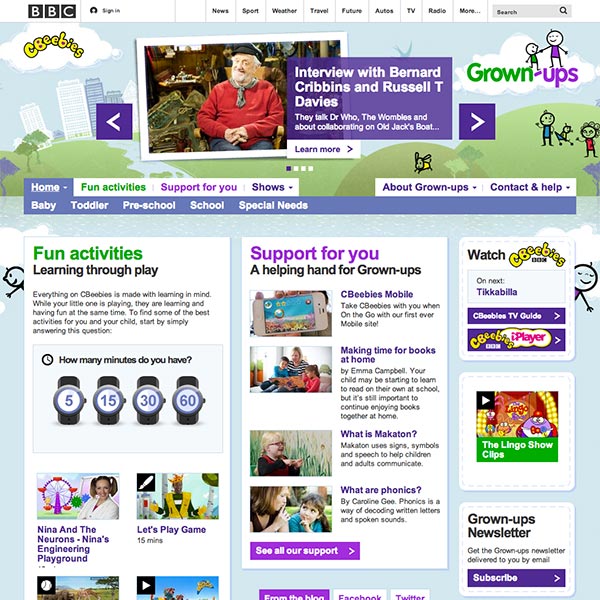 BBC
Sign in
News
Sport
Weather
Travel
Future
Autos
TV
Radio
More...
Search
CBeebies
Interview with Bernard
Cribbins and Russell T
Davies
They talk Dr Who, The Wombles and
about collaborating on Old Jack's Boat...
Learn more >
Grown-ups
<
>
Home
Fun activities
Support for you
Shows
About Grown-ups
Contact & help
Baby
Toddler
Pre-school
School
Special Needs
Fun activities
Learning through play
Everything on CBeebies is made with learning in mind.
While your little one is playing, they are learning and
having fun at the same time. To find some of the best
activities for you and your child, start by simply
answering this question:
How many minutes do you have?
5
15
30
60
Nina And The
Neurons - Nina's
Engineering
Playground
Let's Play Game
15 mins
Support for you
A helping hand for Grown-ups
CBeebies Mobile
Take CBeebies with you when
On the Go with our first ever
Mobile site!
Making time for books
at home
by Emma Campbell. Your
child may be starting to learn
to read on their own at school,
but it's still important to
continue enjoying books
together at home.
What is Makaton?
Makaton uses signs, symbols
and speech to help children
and adults communicate.
What are phonics?
By Caroline Gee. Phonics is a
way of decoding written letters
and spoken sounds.
See all our support >
From the blog
Facebook
Twitter
Watch
CBeebies
BBC
On next:
Tikkabilla
CBeebies TV Guide >
CBeebies
BBC
iPlayer
Lingo
The Lingo Show
Clips
Grown-ups
Newsletter
Get the Grown-ups newsletter
delivered to you by email
Subscribe >